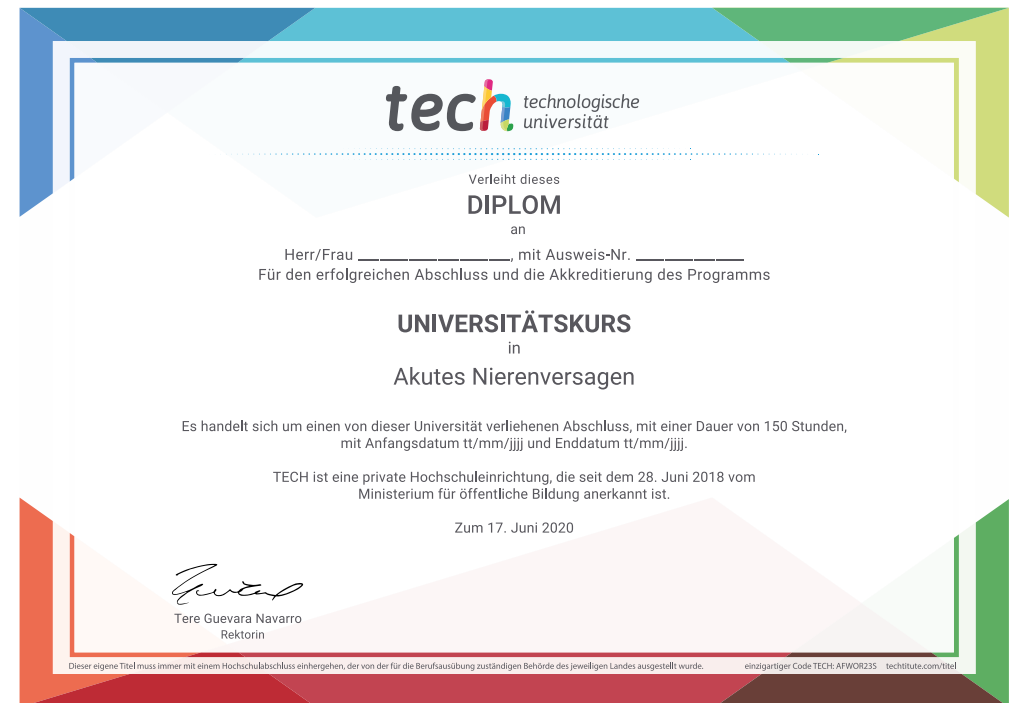 tech technologische
universität
Verleiht dieses
DIPLOM
an
Herr/Frau ____________________, mit Ausweis-Nr. ______________
Für den erfolgreichen Abschluss und die Akkreditierung des Programms
UNIVERSITÄTSKURS
in
Akutes Nierenversagen
Es handelt sich um einen von dieser Universität verliehenen Abschluss, mit einer Dauer von 150 Stunden,
mit Anfangsdatum tt/mm/jjjj und Enddatum tt/mm/jjjj.
TECH ist eine private Hochschuleinrichtung, die seit dem 28. Juni 2018 vom
Ministerium für öffentliche Bildung anerkannt ist.
Zum 17. Juni 2020
Tere Guevara Navarro
Rektorin
Dieser eigene Titel muss immer mit einem Hochschulabschluss einhergehen, der von der für die Berufsausübung zuständigen Behörde des jeweiligen Landes ausgestellt wurde. einzigartiger Code TECH: AFWOR23S techtitute.com/titel